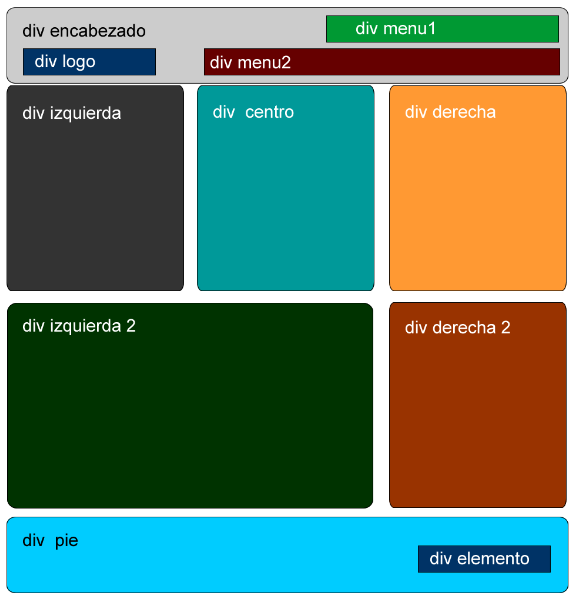 div encabezado
div menu1
div logo
div menu2
div izquierda
div  centro
div derecha
div izquierda 2
div derecha 2
div  pie
div elemento